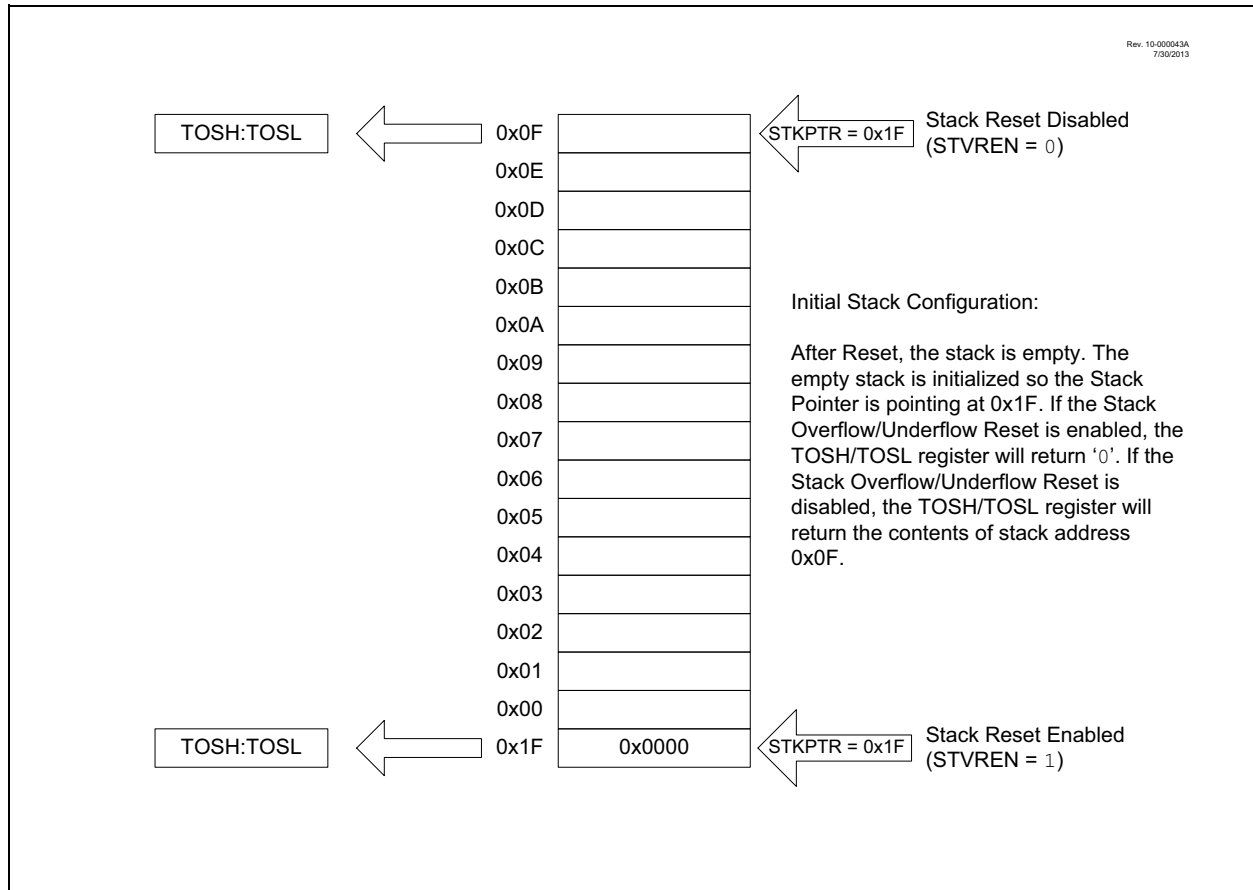 Rev. 10-000043A
7/30/2013
TOSH:TOSL
0x0F
STKPTR = 0x1F
Stack Reset Disabled
(STVREN = 0)
0x0E
0x0D
0x0C
0x0B
0x0A
0x09
0x08
0x07
0x06
0x05
0x04
0x03
0x02
0x01
0x00
Initial Stack Configuration:
After Reset, the stack is empty. The
empty stack is initialized so the Stack
Pointer is pointing at 0x1F. If the Stack
Overflow/Underflow Reset is enabled, the
TOSH/TOSL register will return ‘0’. If the
Stack Overflow/Underflow Reset is
disabled, the TOSH/TOSL register will
return the contents of stack address
0x0F.
TOSH:TOSL
0x1F
0x0000
STKPTR = 0x1F
Stack Reset Enabled
(STVREN = 1)